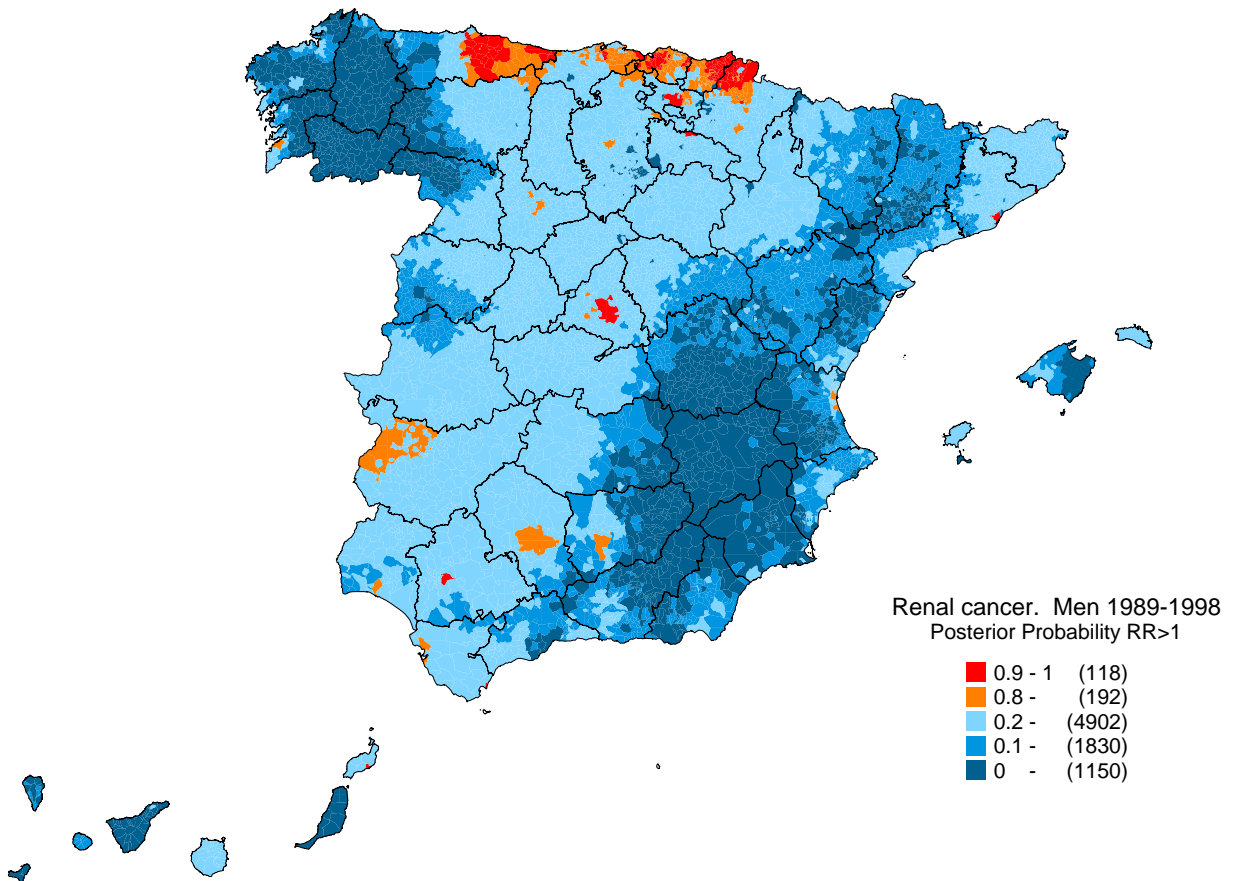 Renal cancer.  Men 1989-1998
Posterior Probability RR>1
0.9 - 1 (118)
0.8 - (192)
0.2 - (4902)
0.1 - (1830)
0 - (1150)